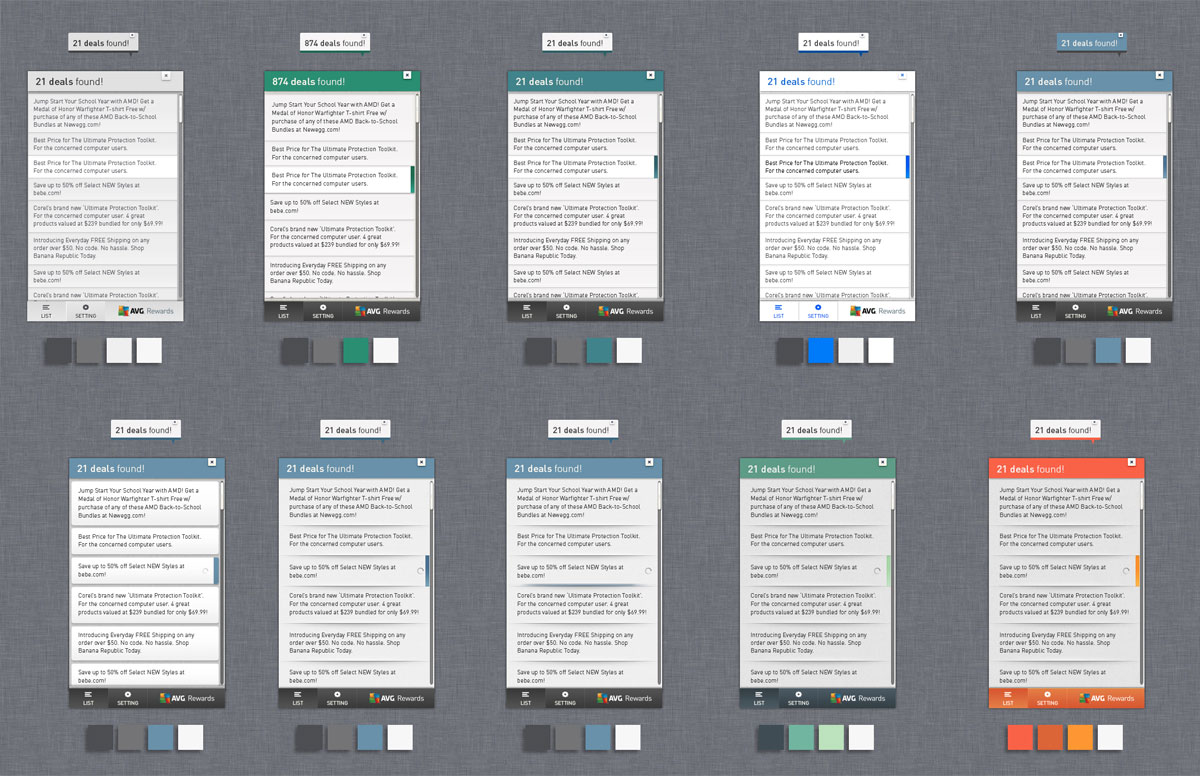 21 deals found!
874 deals found!
21 deals found!
21 deals found!
21 deals found!
21 deals found!
Jump Start Your School Year with AMD! Get a
Medal of Honor Warfighter T-shirt Free w/
purchase of any of these AMD Back-to-School
Bundles at Newegg.com!
Best Price for The Ultimate Protection Toolkit.
For the concerned computer users.
Best Price for The Ultimate Protection Toolkit.
For the concerned computer users.
Save up to 50% off Select NEW Styles at
bebe.com!
Corel's brand new 'Ultimate Protection Toolkit'.
For the concerned computer user. 4 great
products valued at $239 bundled for only $69.99!
Introducing Everyday FREE Shipping on any
order over $50. No code. No hassle. Shop
Banana Republic Today.
Save up to 50% off Select NEW Styles at
bebe.com!
Corel's brand new 'Ultimate Protection Toolkit'.
LIST
SETTING
AVG Rewards
874 deals found!
Jump Start Your School Year with AMD! Get a
Medal of Honor Warfighter T-shirt Free w/
purchase of any of these AMD Back-to-School
Bundles at Newegg.com!
Best Price for The Ultimate Protection Toolkit.
For the concerned computer users.
Best Price for The Ultimate Protection Toolkit.
For the concerned computer users.
Save up to 50% off Select NEW Styles at
bebe.com!
Corel's brand new 'Ultimate Protection Toolkit'.
For the concerned computer user. 4 great
products valued at $239 bundled for only $69.99!
Introducing Everyday FREE Shipping on any
order over $50. No code. No hassle. Shop
Banana Republic Today.
Corel's brand new 'Ultimate Protection Toolkit'.
LIST
SETTING
AVG Rewards
21 deals found!
Jump Start Your School Year with AMD! Get a
Medal of Honor Warfighter T-shirt Free w/
purchase of any of these AMD Back-to-School
Bundles at Newegg.com!
Best Price for The Ultimate Protection Toolkit.
For the concerned computer users.
Best Price for The Ultimate Protection Toolkit.
For the concerned computer users.
Save up to 50% off Select NEW Styles at
bebe.com!
Corel's brand new 'Ultimate Protection Toolkit'.
For the concerned computer user. 4 great
products valued at $239 bundled for only $69.99!
Introducing Everyday FREE Shipping on any
order over $50. No code. No hassle. Shop
Banana Republic Today.
Save up to 50% off Select NEW Styles at
bebe.com!
Corel's brand new 'Ultimate Protection Toolkit'.
LIST
SETTING
AVG Rewards
21 deals found!
Jump Start Your School Year with AMD! Get a
Medal of Honor Warfighter T-shirt Free w/
purchase of any of these AMD Back-to-School
Bundles at Newegg.com!
Best Price for The Ultimate Protection Toolkit.
For the concerned computer users.
Best Price for The Ultimate Protection Toolkit.
For the concerned computer users.
Save up to 50% off Select NEW Styles at
bebe.com!
Corel's brand new 'Ultimate Protection Toolkit'.
For the concerned computer user. 4 great
products valued at $239 bundled for only $69.99!
Introducing Everyday FREE Shipping on any
order over $50. No code. No hassle. Shop
Banana Republic Today.
Save up to 50% off Select NEW Styles at
bebe.com!
Corel's brand new 'Ultimate Protection Toolkit'.
LIST
SETTING
AVG Rewards
21 deals found!
Jump Start Your School Year with AMD! Get a
Medal of Honor Warfighter T-shirt Free w/
purchase of any of these AMD Back-to-School
Bundles at Newegg.com!
Best Price for The Ultimate Protection Toolkit.
For the concerned computer users.
Best Price for The Ultimate Protection Toolkit.
For the concerned computer users.
Save up to 50% off Select NEW Styles at
bebe.com!
Corel's brand new 'Ultimate Protection Toolkit'.
For the concerned computer user. 4 great
products valued at $239 bundled for only $69.99!
Introducing Everyday FREE Shipping on any
order over $50. No code. No hassle. Shop
Banana Republic Today.
Save up to 50% off Select NEW Styles at
bebe.com!
Corel's brand new 'Ultimate Protection Toolkit'.
LIST
SETTING
AVG Rewards
21 deals found!
21 deals found!
21 deals found!
21 deals found!
21 deals found!
21 deals found!
Jump Start Your School Year with AMD! Get a
Medal of Honor Warfighter T-shirt Free w/
purchase of any of these AMD Back-to-School
Bundles at Newegg.com!
Best Price for The Ultimate Protection Toolkit.
For the concerned computer users.
Save up to 50% off Select NEW Styles at
bebe.com!
Corel's brand new 'Ultimate Protection Toolkit'.
For the concerned computer user. 4 great
products valued at $239 bundled for only $69.99!
Introducing Everyday FREE Shipping on any
order over $50. No code. No hassle. Shop
Banana Republic Today.
Save up to 50% off Select NEW Styles at
bebe.com!
LIST
SETTING
AVG Rewards
21 deals found!
Jump Start Your School Year with AMD! Get a
Medal of Honor Warfighter T-shirt Free w/
purchase of any of these AMD Back-to-School
Bundles at Newegg.com!
Best Price for The Ultimate Protection Toolkit.
For the concerned computer users.
Save up to 50% off Select NEW Styles at
bebe.com!
Corel's brand new 'Ultimate Protection Toolkit'.
For the concerned computer user. 4 great
products valued at $239 bundled for only $69.99!
Introducing Everyday FREE Shipping on any
order over $50. No code. No hassle. Shop
Banana Republic Today.
Save up to 50% off Select NEW Styles at
bebe.com!
LIST
SETTING
AVG Rewards
21 deals found!
Jump Start Your School Year with AMD! Get a
Medal of Honor Warfighter T-shirt Free w/
purchase of any of these AMD Back-to-School
Bundles at Newegg.com!
Best Price for The Ultimate Protection Toolkit.
For the concerned computer users.
Save up to 50% off Select NEW Styles at
bebe.com!
Corel's brand new 'Ultimate Protection Toolkit'.
For the concerned computer user. 4 great
products valued at $239 bundled for only $69.99!
Introducing Everyday FREE Shipping on any
order over $50. No code. No hassle. Shop
Banana Republic Today.
Save up to 50% off Select NEW Styles at
bebe.com!
LIST
SETTING
AVG Rewards
21 deals found!
Jump Start Your School Year with AMD! Get a
Medal of Honor Warfighter T-shirt Free w/
purchase of any of these AMD Back-to-School
Bundles at Newegg.com!
Best Price for The Ultimate Protection Toolkit.
For the concerned computer users.
Save up to 50% off Select NEW Styles at
bebe.com!
Corel's brand new 'Ultimate Protection Toolkit'.
For the concerned computer user. 4 great
products valued at $239 bundled for only $69.99!
Introducing Everyday FREE Shipping on any
order over $50. No code. No hassle. Shop
Banana Republic Today.
Save up to 50% off Select NEW Styles at
bebe.com!
LIST
SETTING
AVG Rewards
21 deals found!
Jump Start Your School Year with AMD! Get a
Medal of Honor Warfighter T-shirt Free w/
purchase of any of these AMD Back-to-School
Bundles at Newegg.com!
Best Price for The Ultimate Protection Toolkit.
For the concerned computer users.
Save up to 50% off Select NEW Styles at
bebe.com!
Corel's brand new 'Ultimate Protection Toolkit'.
For the concerned computer user. 4 great
products valued at $239 bundled for only $69.99!
Introducing Everyday FREE Shipping on any
order over $50. No code. No hassle. Shop
Banana Republic Today.
Save up to 50% off Select NEW Styles at
bebe.com!
LIST
SETTING
AVG Rewards